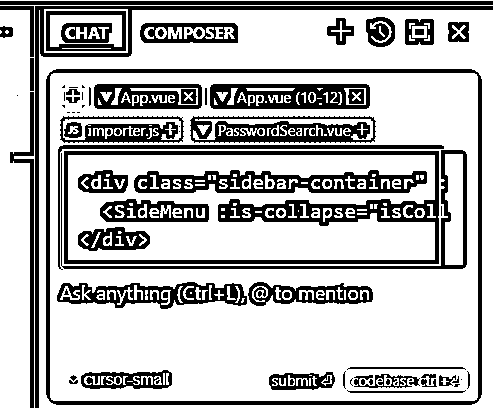 CHAT COMPOSER
App.vue App.vue (10-12)
importer.js PasswordSearch.vue
<div class="sidebar-container" :
<SideMenu :is-collapse="isColl
</div>
Ask anything (Ctrl+L), @ to mention
cursor-small submit codebase ctrl+